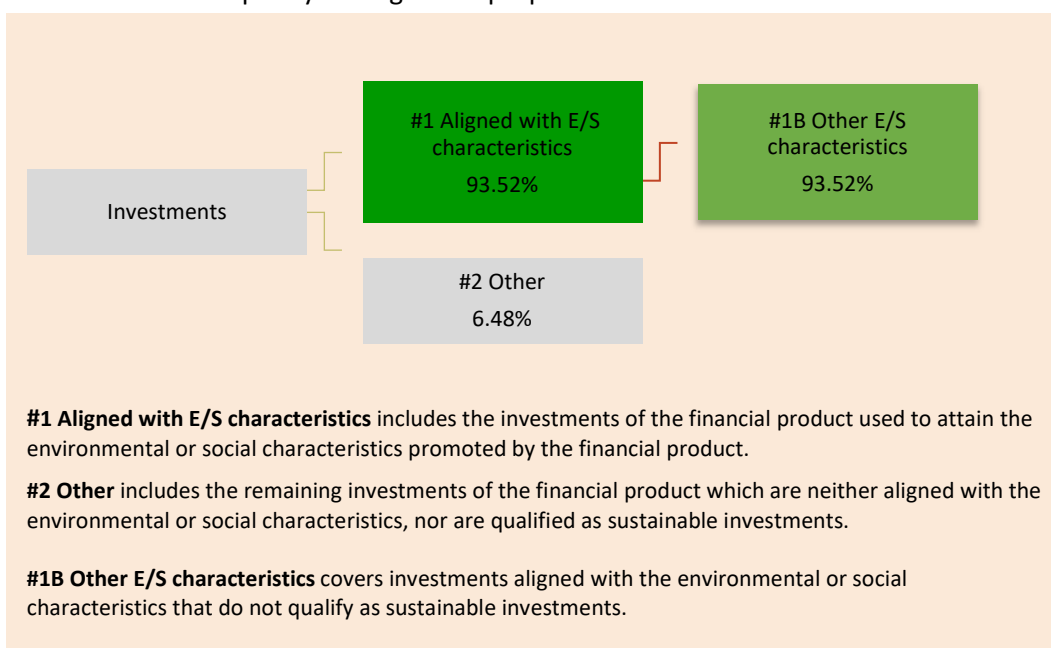 #1 Aligned with E/S
characteristics
93.52%
#1B Other E/S
characteristics
93.52%
Investments
#2 Other
6.48%
#1 Aligned with E/S characteristics includes the investments of the financial product used to attain the
environmental or social characteristics promoted by the financial product.
#2 Other includes the remaining investments of the financial product which are neither aligned with the
environmental or social characteristics, nor are qualified as sustainable investments.
#1B Other E/S characteristics covers investments aligned with the environmental or social
characteristics that do not qualify as sustainable investments.